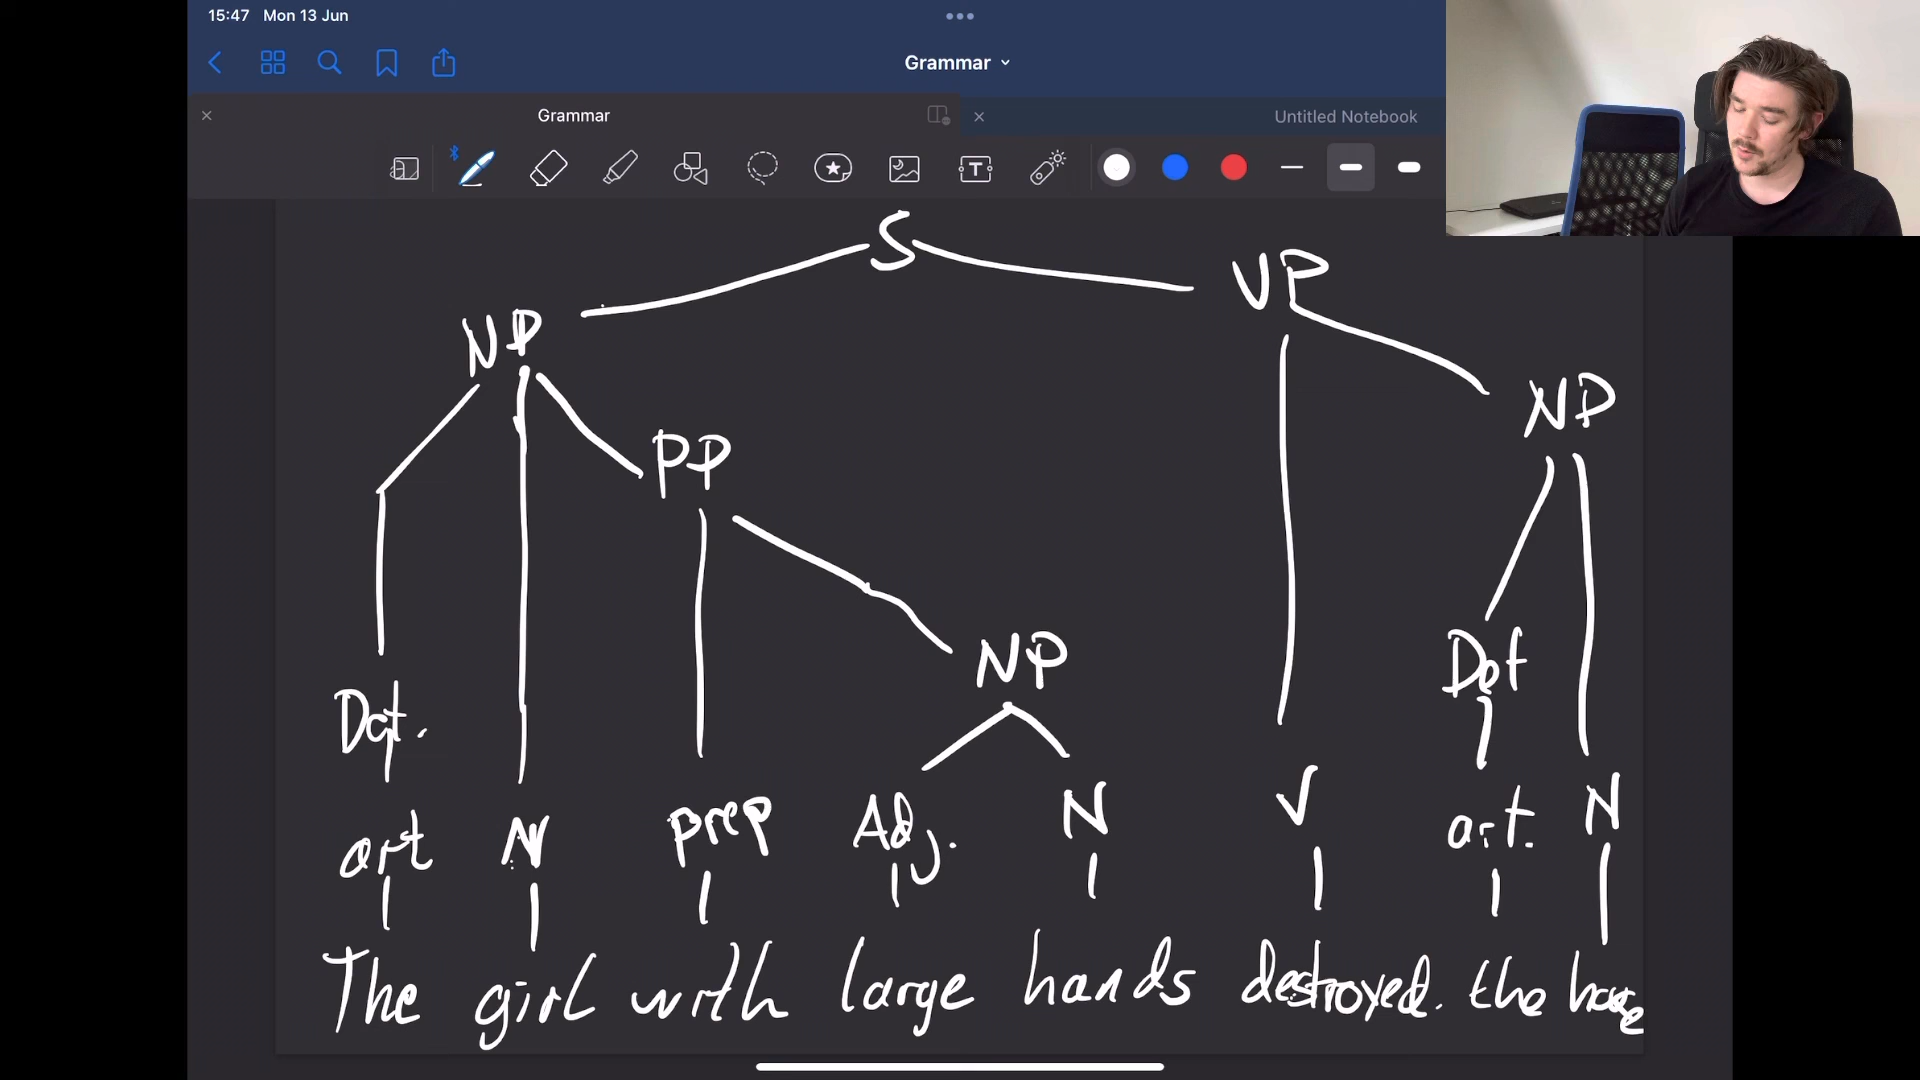 15:47 Mon 13 Jun
Grammar
Grammar
Untitled Notebook
T
S
NP VP
PP NP
NP
Det. Det
art N prep Adj. N V art. N
The girl with large hands destroyed. the house